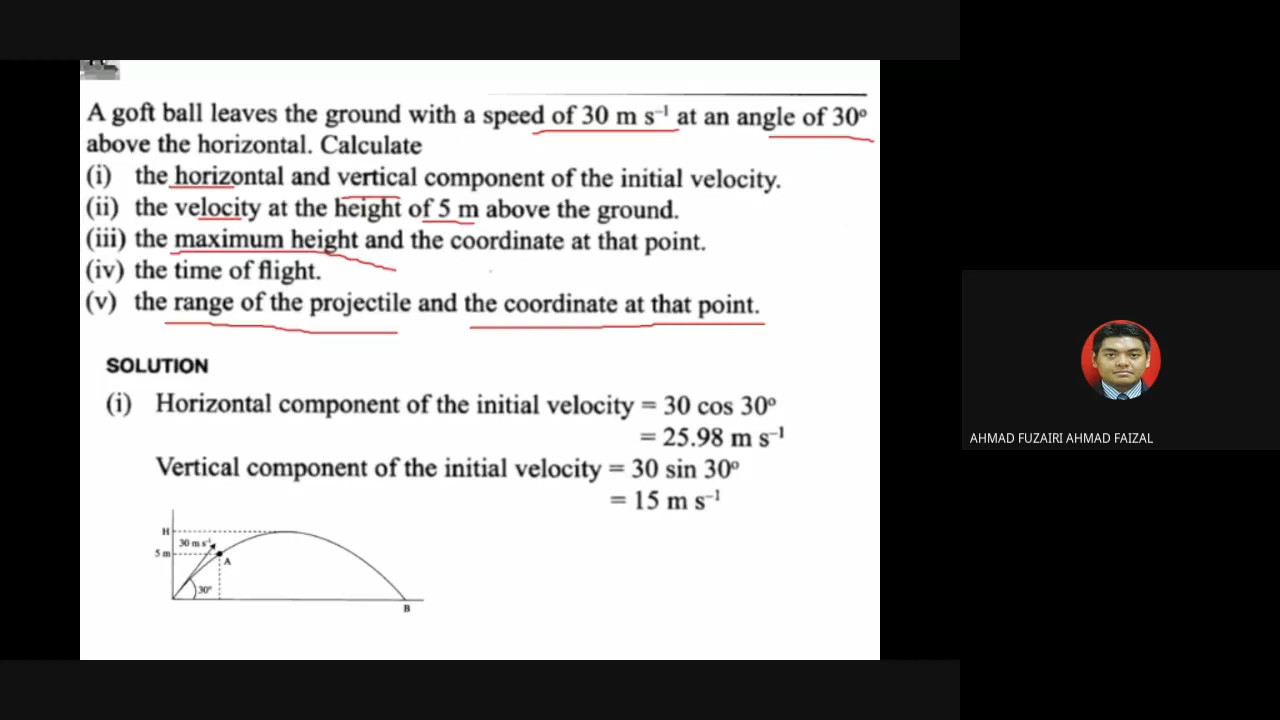 A goft ball leaves the ground with a speed of 30 m s⁻¹ at an angle of 30°
above the horizontal. Calculate
(i) the horizontal and vertical component of the initial velocity.
(ii) the velocity at the height of 5 m above the ground.
(iii) the maximum height and the coordinate at that point.
(iv) the time of flight.
(v) the range of the projectile and the coordinate at that point.
SOLUTION
(i) Horizontal component of the initial velocity = 30 cos 30°
= 25.98 m s⁻¹
Vertical component of the initial velocity = 30 sin 30°
= 15 m s⁻¹
H
30 m s⁻¹
5 m
A
30°
B
AHMAD FUZAIRI AHMAD FAIZAL